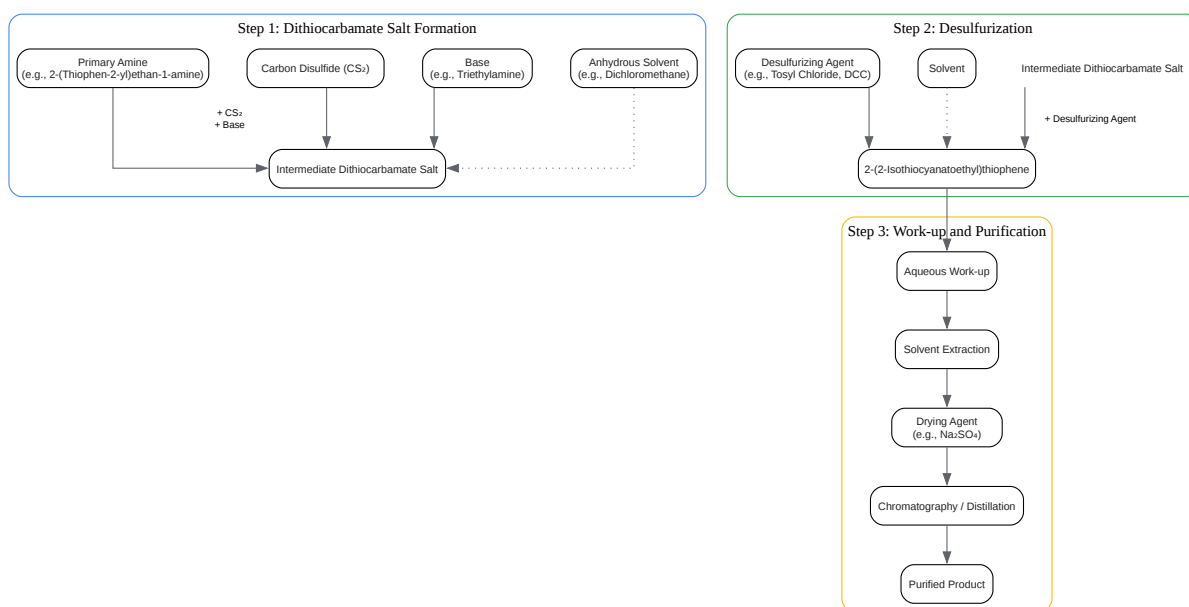 Step 1: Dithiocarbamate Salt Formation
Primary Amine
(e.g., 2-(Thiophen-2-yl)ethan-1-amine)
Carbon Disulfide (CS₂)
Base
(e.g., Triethylamine)
Anhydrous Solvent
(e.g., Dichloromethane)
+ CS₂
+ Base
Intermediate Dithiocarbamate Salt
Step 2: Desulfurization
Desulfurizing Agent
(e.g., Tosyl Chloride, DCC)
Solvent
Intermediate Dithiocarbamate Salt
+ Desulfurizing Agent
2-(2-Isothiocyanatoethyl)thiophene
Step 3: Work-up and Purification
Aqueous Work-up
Solvent Extraction
Drying Agent
(e.g., Na₂SO₄)
Chromatography / Distillation
Purified Product